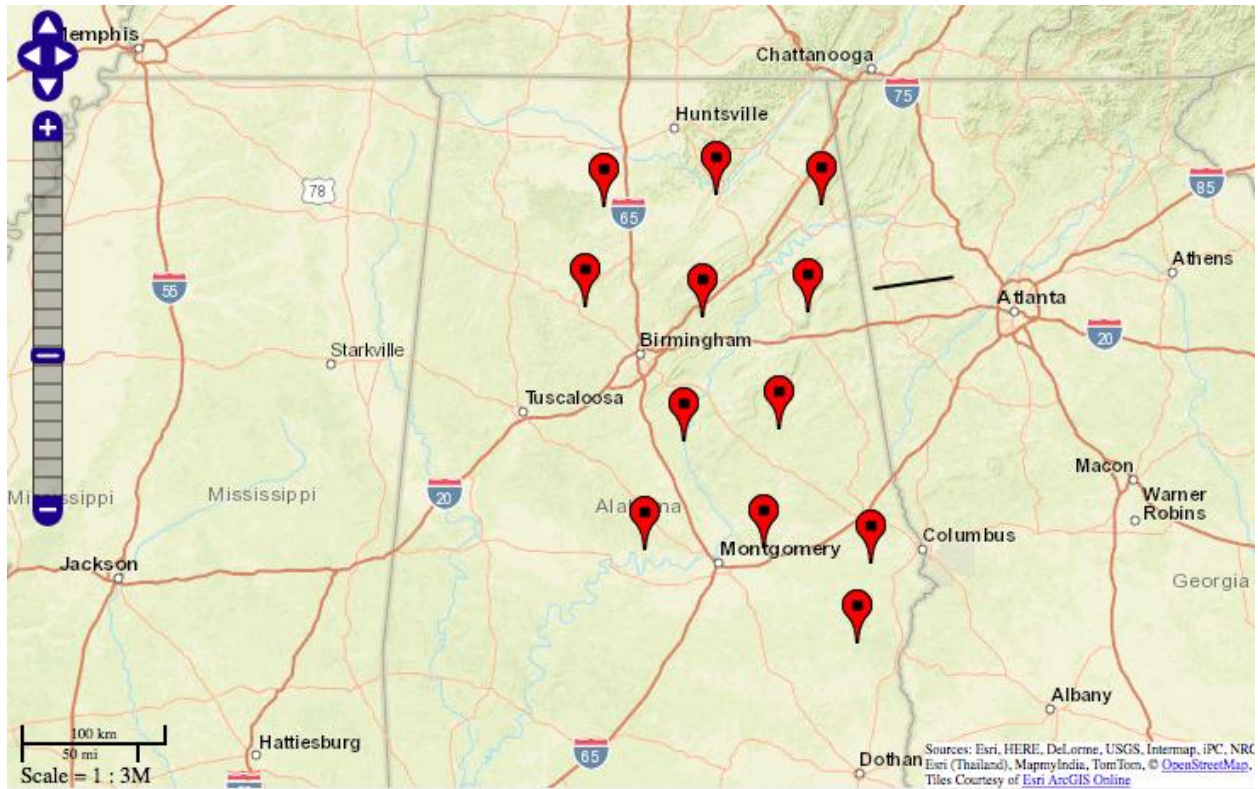 Memphis
Chattanooga
75
Huntsville
78
85
65
55
Athens
Atlanta
20
Birmingham
Starkville
Tuscaloosa
Macon
Warner
Robins
20
Mississippi
Alabama
Montgomery
Columbus
Jackson
Georgia
Albany
100 km
50 mi
Hattiesburg
65
Dothan
Scale = 1 : 3M
Sources: Esri, HERE, DeLorme, USGS, Intermap, iPC, NRC
Esri (Thailand), MapmyIndia, TomTom, © OpenStreetMap,
Tiles Courtesy of Esri ArcGIS Online